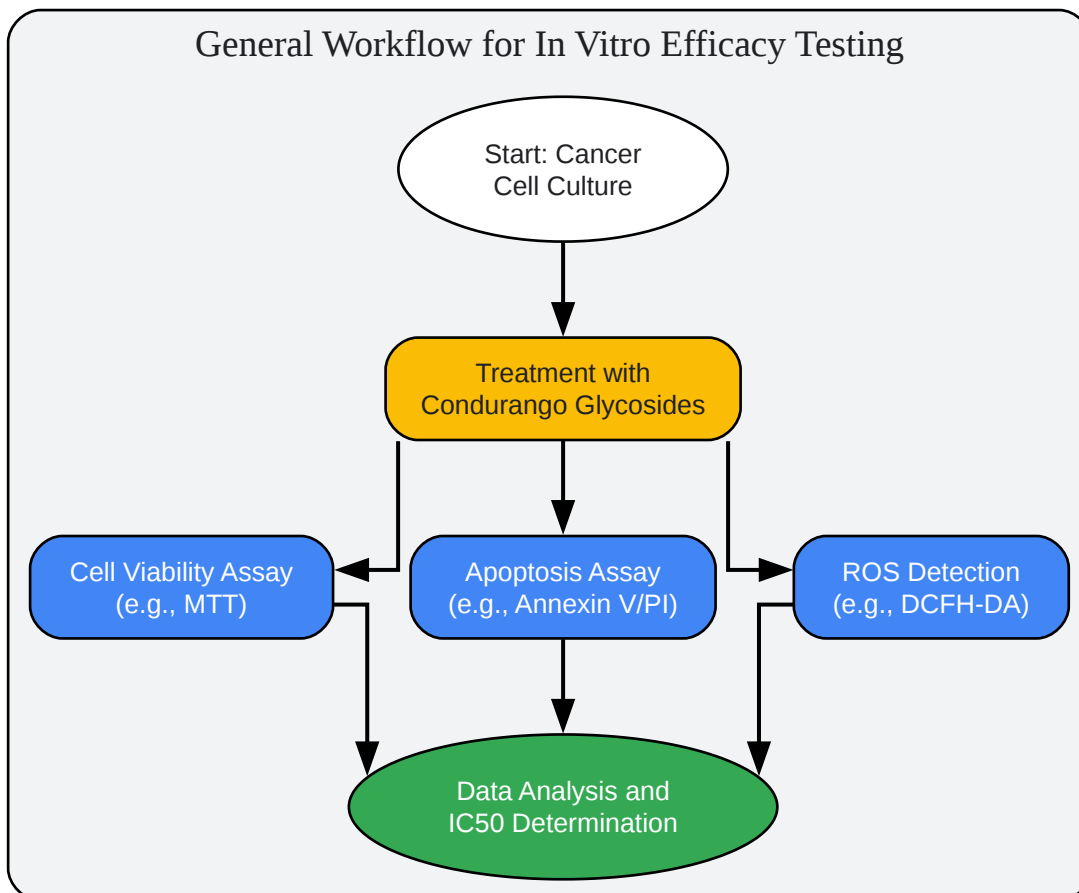 General Workflow for In Vitro Efficacy Testing
Start: Cancer
Cell Culture
Treatment with
Condurango Glycosides
Cell Viability Assay
(e.g., MTT)
Apoptosis Assay
(e.g., Annexin V/PI)
ROS Detection
(e.g., DCFH-DA)
Data Analysis and
IC50 Determination